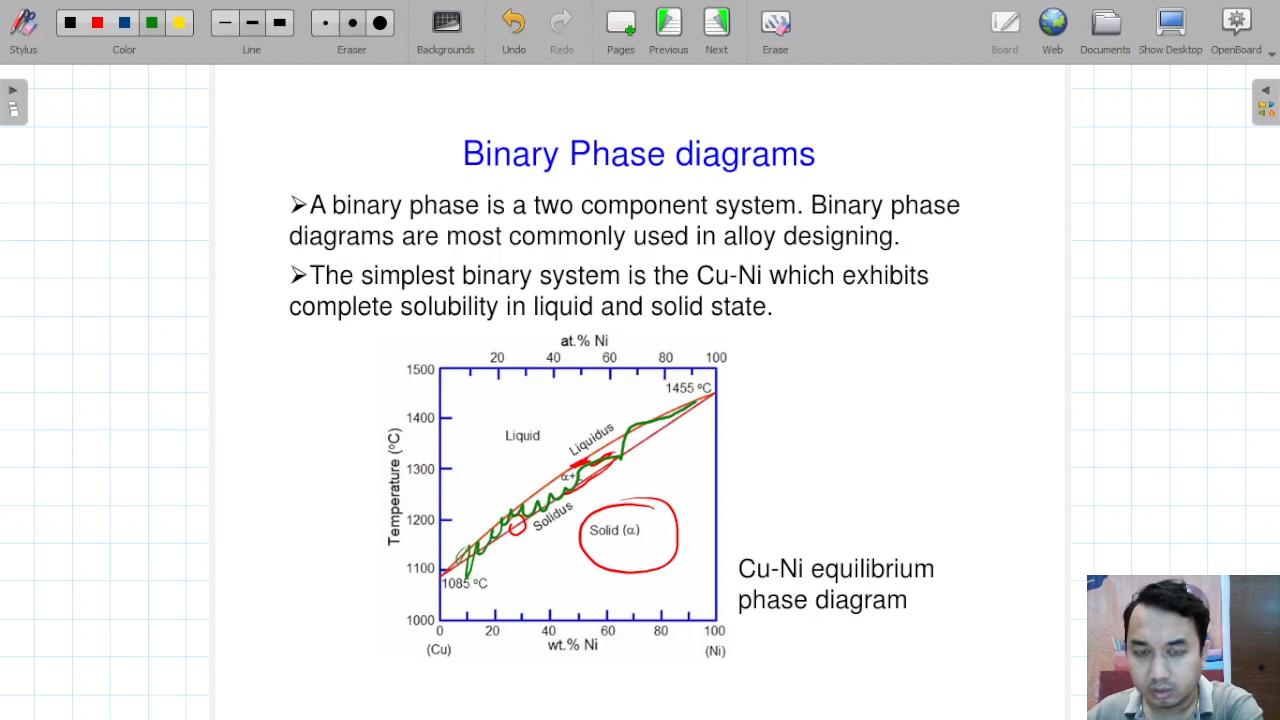 Stylus
Color
Line
Eraser
Backgrounds
Undo
Redo
Pages
Previous
Next
Erase
Board
Web
Documents
Show Desktop
OpenBoard
Binary Phase diagrams
➢A binary phase is a two component system. Binary phase
diagrams are most commonly used in alloy designing.
➢The simplest binary system is the Cu-Ni which exhibits
complete solubility in liquid and solid state.
at.% Ni
20 40 60 80 100
1500
1455 ºC
1400
Liquid
Liquidus
1300
α+
Solidus
1200
Solid (α)
1100
1085 ºC
1000
Temperature (ºC)
0 20 40 60 80 100
(Cu) wt.% Ni (Ni)
Cu-Ni equilibrium
phase diagram